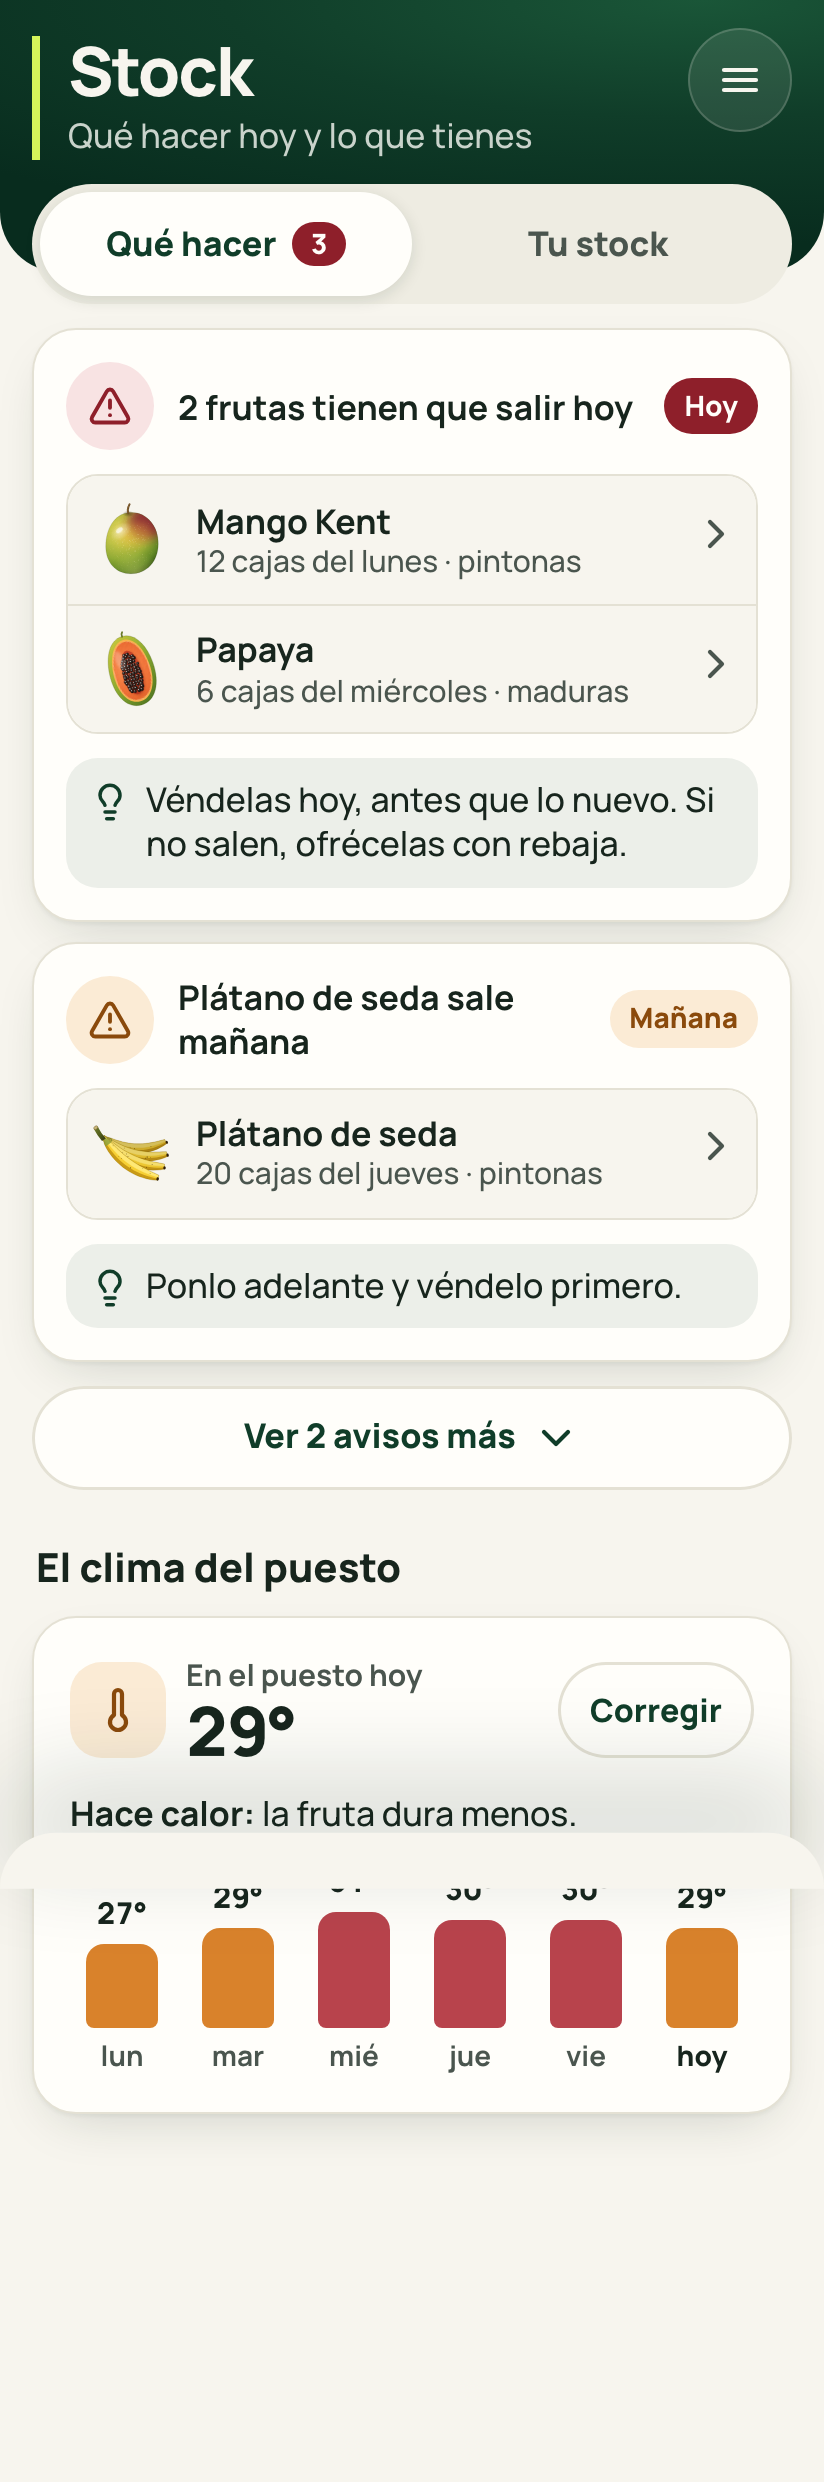 Stock
Qué hacer hoy y lo que tienes
Qué hacer 3
Tu stock
2 frutas tienen que salir hoy
Hoy
Mango Kent
12 cajas del lunes · pintonas
Papaya
6 cajas del miércoles · maduras
Véndelas hoy, antes que lo nuevo. Si
no salen, ofrécelas con rebaja.
Plátano de seda sale
mañana
Mañana
Plátano de seda
20 cajas del jueves · pintonas
Ponlo adelante y véndelo primero.
Ver 2 avisos más
El clima del puesto
En el puesto hoy
29°
Corregir
Hace calor: la fruta dura menos.
27° 29° 30° 30° 29°
lun mar mié jue vie hoy